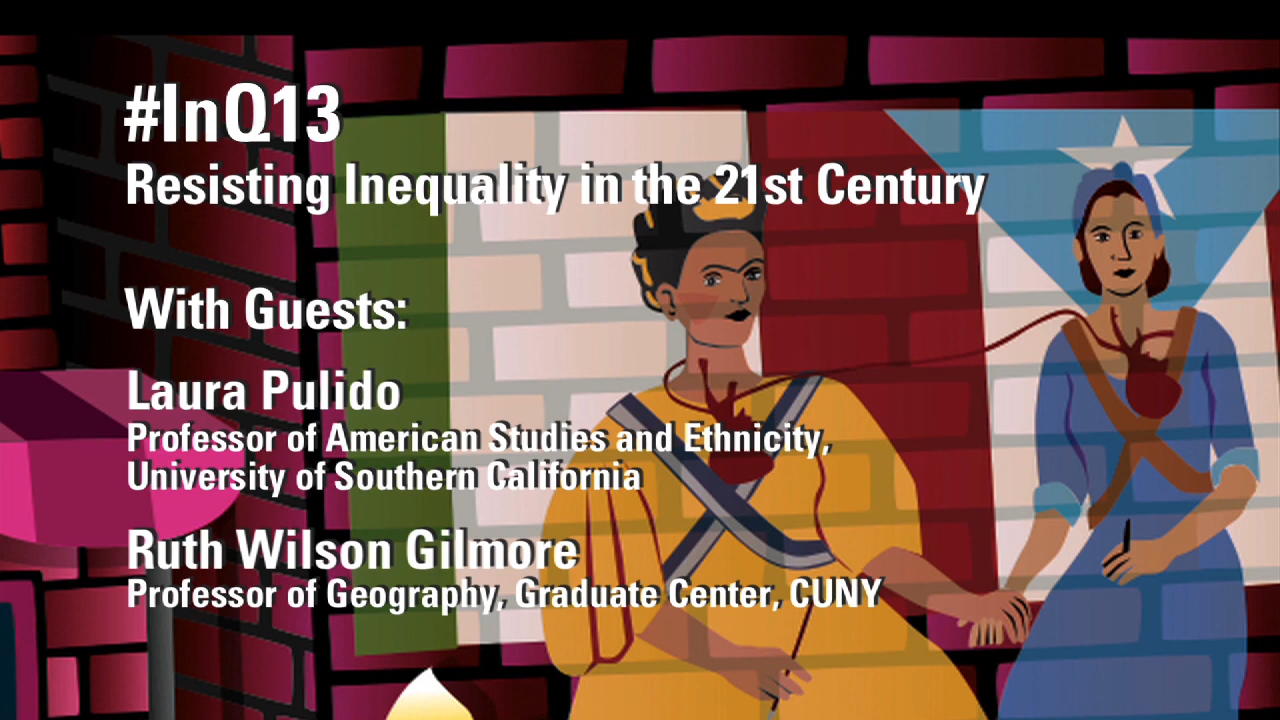 #InQ13
Resisting Inequality in the 21st Century
With Guests:
Laura Pulido
Professor of American Studies and Ethnicity,
University of Southern California
Ruth Wilson Gilmore
Professor of Geography, Graduate Center, CUNY